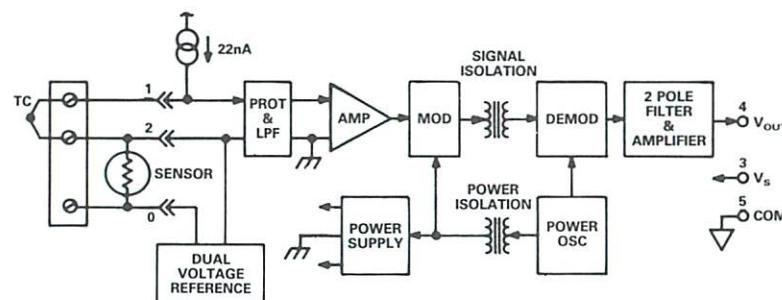 22nA
TC
1
2
0
SENSOR
DUAL
VOLTAGE
REFERENCE
PROT
&
LPF
AMP
MOD
SIGNAL
ISOLATION
DEMOD
2 POLE
FILTER
&
AMPLIFIER
4
VOUT
3
VS
5
COM
POWER
SUPPLY
POWER
ISOLATION
POWER
OSC